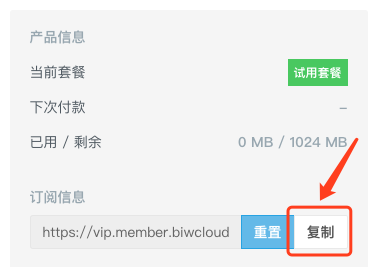 产品信息
当前套餐 试用套餐
下次付款 –
已用 / 剩余 0 MB / 1024 MB
订阅信息
https://vip.member.biwcloud 重置 复制